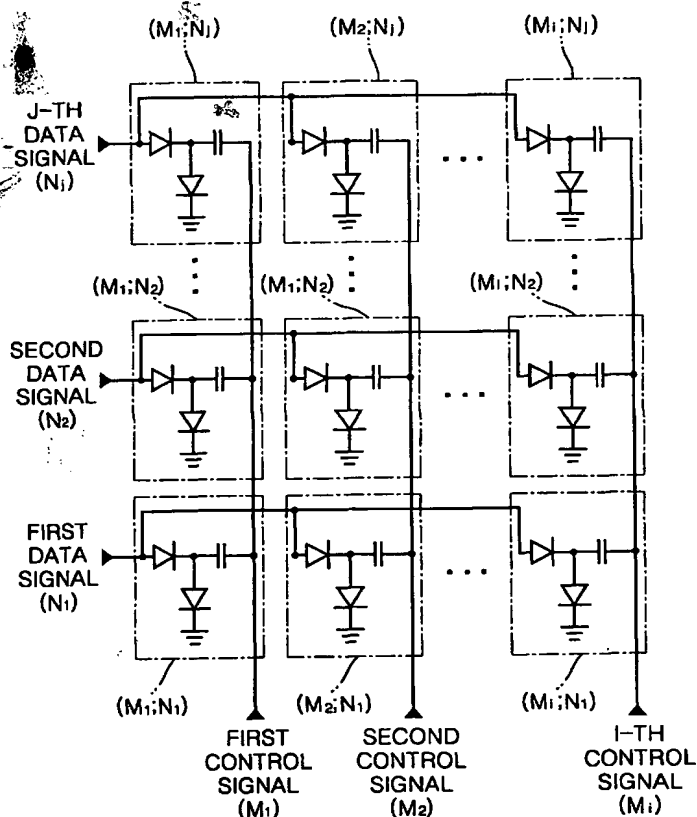 (M1;Nj)
(M2;Nj)
(Mi;Nj)
J-TH
DATA
SIGNAL
(Nj)
(M1;N2)
(M1;N2)
(Mi;N2)
SECOND
DATA
SIGNAL
(N2)
FIRST
DATA
SIGNAL
(N1)
(M1;N1)
(M2;N1)
(Mi;N1)
FIRST
CONTROL
SIGNAL
(M1)
SECOND
CONTROL
SIGNAL
(M2)
I-TH
CONTROL
SIGNAL
(Mi)